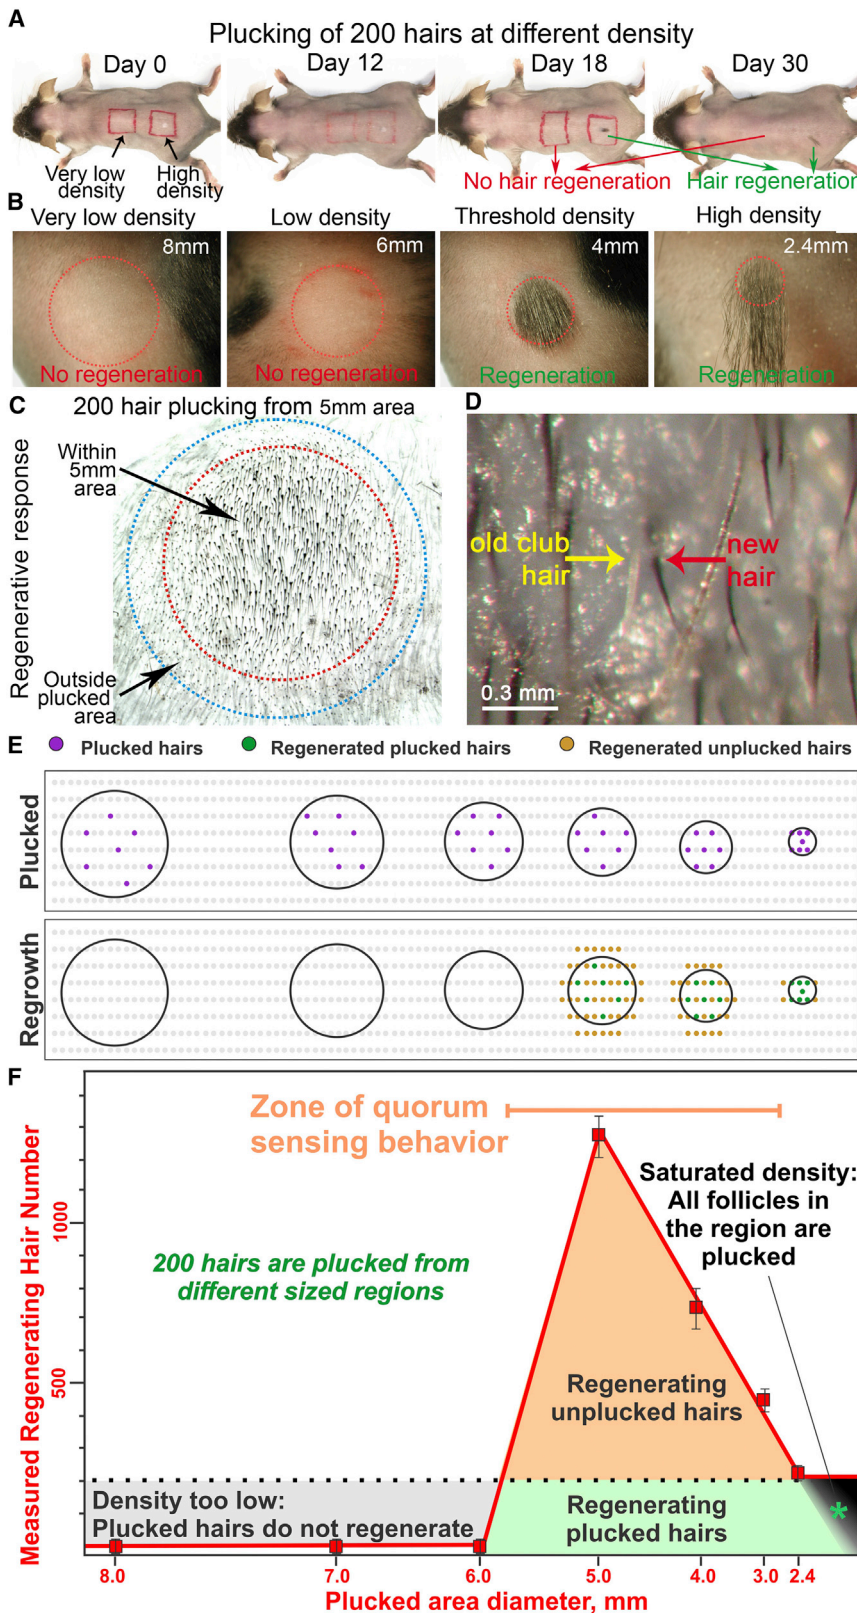 A
Plucking of 200 hairs at different density
Day 0
Day 12
Day 18
Day 30
Very low
density
High
density
No hair regeneration
Hair regeneration
B
Very low density
Low density
Threshold density
High density
8mm
6mm
4mm
2.4mm
No regeneration
No regeneration
Regeneration
Regeneration
C
200 hair plucking from 5mm area
Regenerative response
Within
5mm
area
Outside
plucked
area
D
old club
hair
new
hair
0.3 mm
E
Plucked hairs
Regenerated plucked hairs
Regenerated unplucked hairs
Plucked
Regrowth
F
Measured Regenerating Hair Number
1000
500
Zone of quorum
sensing behavior
Saturated density:
All follicles in
the region are
plucked
200 hairs are plucked from
different sized regions
Regenerating
unplucked hairs
Density too low:
Plucked hairs do not regenerate
Regenerating
plucked hairs
*
8.0
7.0
6.0
5.0
4.0
3.0
2.4
Plucked area diameter, mm